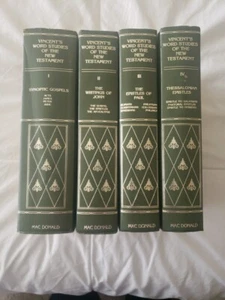 VINCENT'S
WORD STUDIES
OF THE
NEW
TESTAMENT
I
SYNOPTIC GOSPELS
MAC DONALD
VINCENT'S
WORD STUDIES
OF THE
NEW
TESTAMENT
II
THE
WRITINGS OF
JOHN
MAC DONALD
VINCENT'S
WORD STUDIES
OF THE
NEW
TESTAMENT
III
THE
EPISTLES OF
PAUL
MAC DONALD
VINCENT'S
WORD STUDIES
OF THE
NEW
TESTAMENT
IV
THESSALONIAN
EPISTLES
MAC DONALD